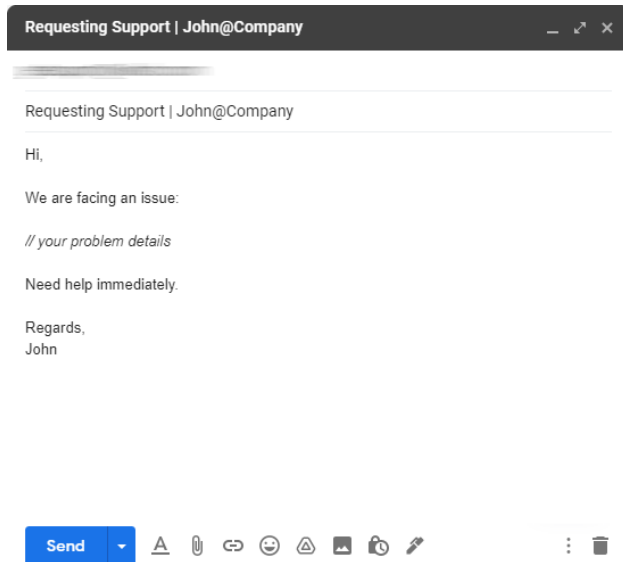 Requesting Support | John@Company
Requesting Support | John@Company
Hi,
We are facing an issue:
// your problem details
Need help immediately.
Regards,
John
Send